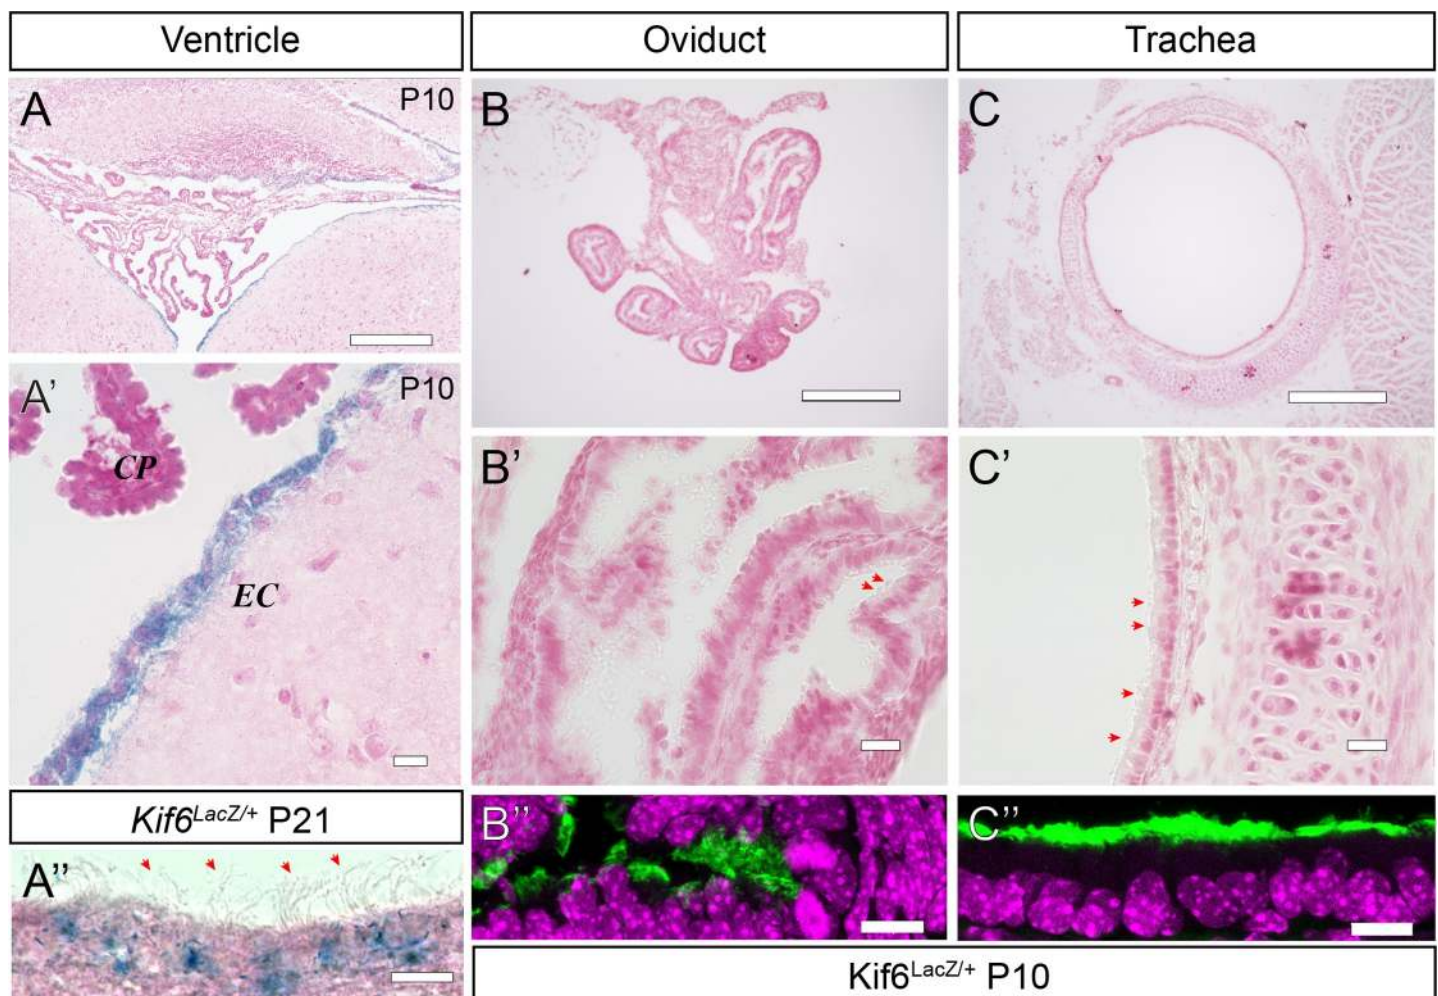 Ventricle
Oviduct
Trachea
A
P10
B
C
A'
P10
CP
EC
B'
C'
Kif6LacZ/+ P21
A''
B''
C''
Kif6LacZ/+ P10